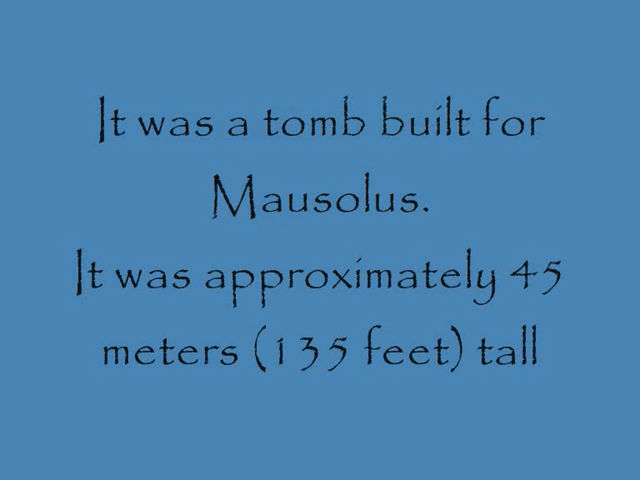 It was a tomb built for
Mausolus.
It was approximately 45
meters (135 feet) tall